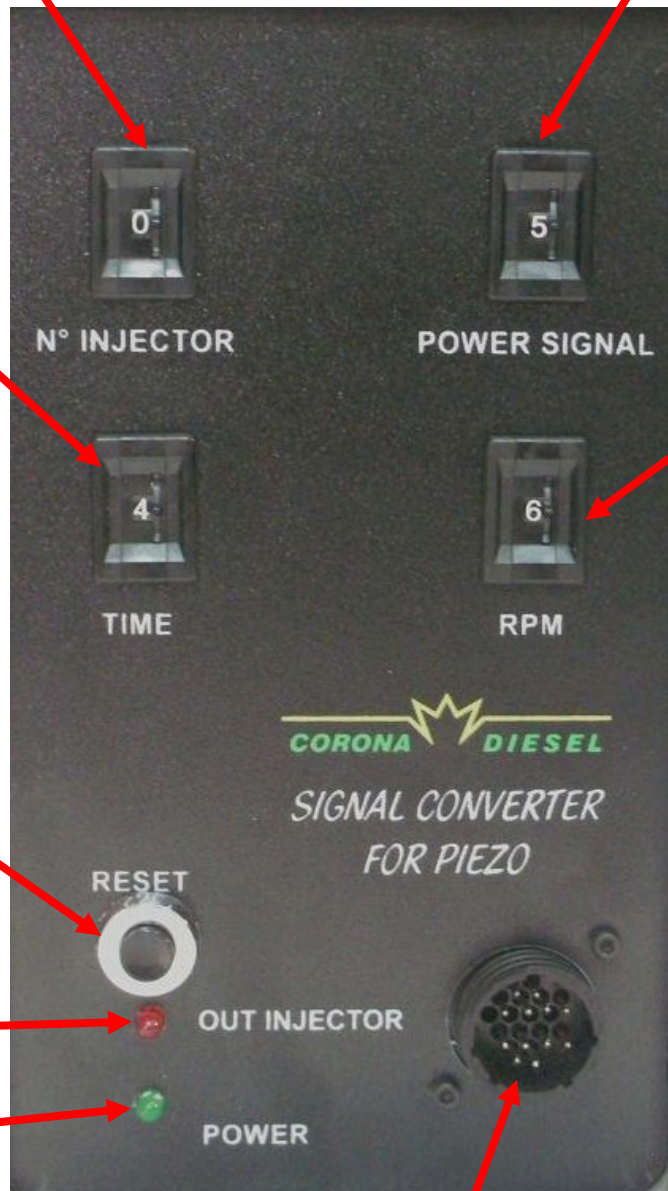 0
5
N° INJECTOR
POWER SIGNAL
4
6
TIME
RPM
CORONA DIESEL
SIGNAL CONVERTER
FOR PIEZO
RESET
OUT INJECTOR
POWER